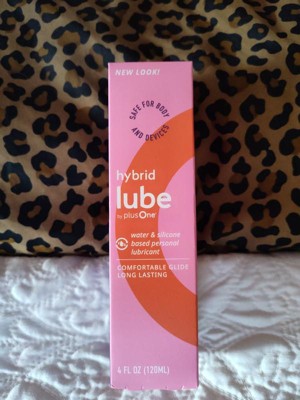 NEW LOOK!
SAFE FOR BODY
AND DEVICES
hybrid
lube
by plusOne
water & silicone
based personal
lubricant
COMFORTABLE GLIDE
LONG LASTING
4 FL OZ (120ML)